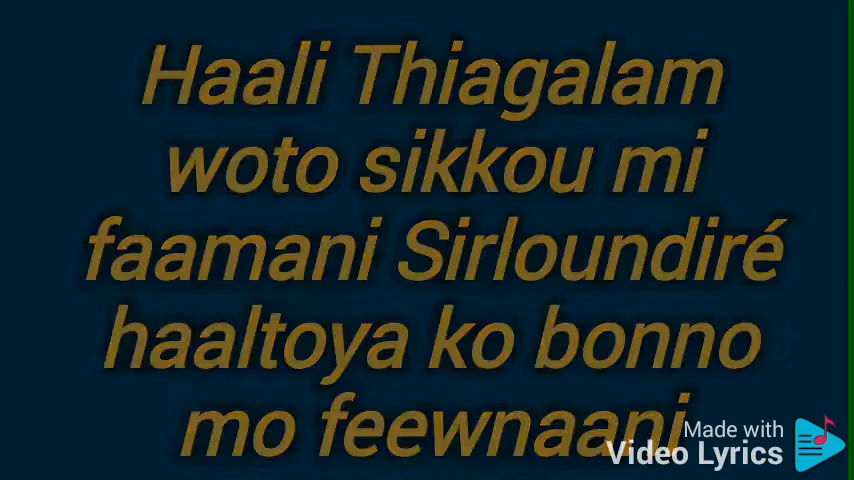 Haali Thiagalam
woto sikkou mi
faamani Sirloundiré
haaltoya ko bonno
mo feewnaani
Made with
Video Lyrics